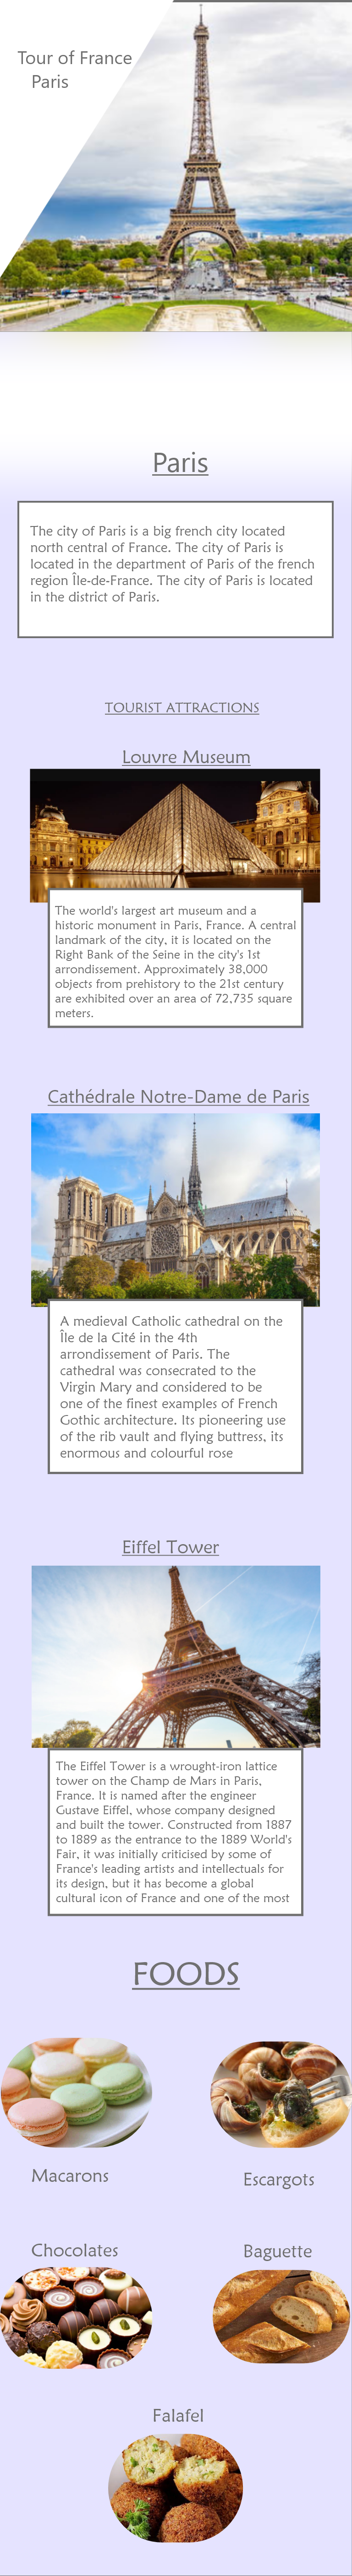 Tour of France
Paris
Paris
The city of Paris is a big french city located
north central of France. The city of Paris is
located in the department of Paris of the french
region Île-de-France. The city of Paris is located
in the district of Paris.
TOURIST ATTRACTIONS
Louvre Museum
The world's largest art museum and a
historic monument in Paris, France. A central
landmark of the city, it is located on the
Right Bank of the Seine in the city's 1st
arrondissement. Approximately 38,000
objects from prehistory to the 21st century
are exhibited over an area of 72,735 square
meters.
Cathédrale Notre-Dame de Paris
A medieval Catholic cathedral on the
Île de la Cité in the 4th
arrondissement of Paris. The
cathedral was consecrated to the
Virgin Mary and considered to be
one of the finest examples of French
Gothic architecture. Its pioneering use
of the rib vault and flying buttress, its
enormous and colourful rose
Eiffel Tower
The Eiffel Tower is a wrought-iron lattice
tower on the Champ de Mars in Paris,
France. It is named after the engineer
Gustave Eiffel, whose company designed
and built the tower. Constructed from 1887
to 1889 as the entrance to the 1889 World's
Fair, it was initially criticised by some of
France's leading artists and intellectuals for
its design, but it has become a global
cultural icon of France and one of the most
FOODS
Macarons
Escargots
Chocolates
Baguette
Falafel